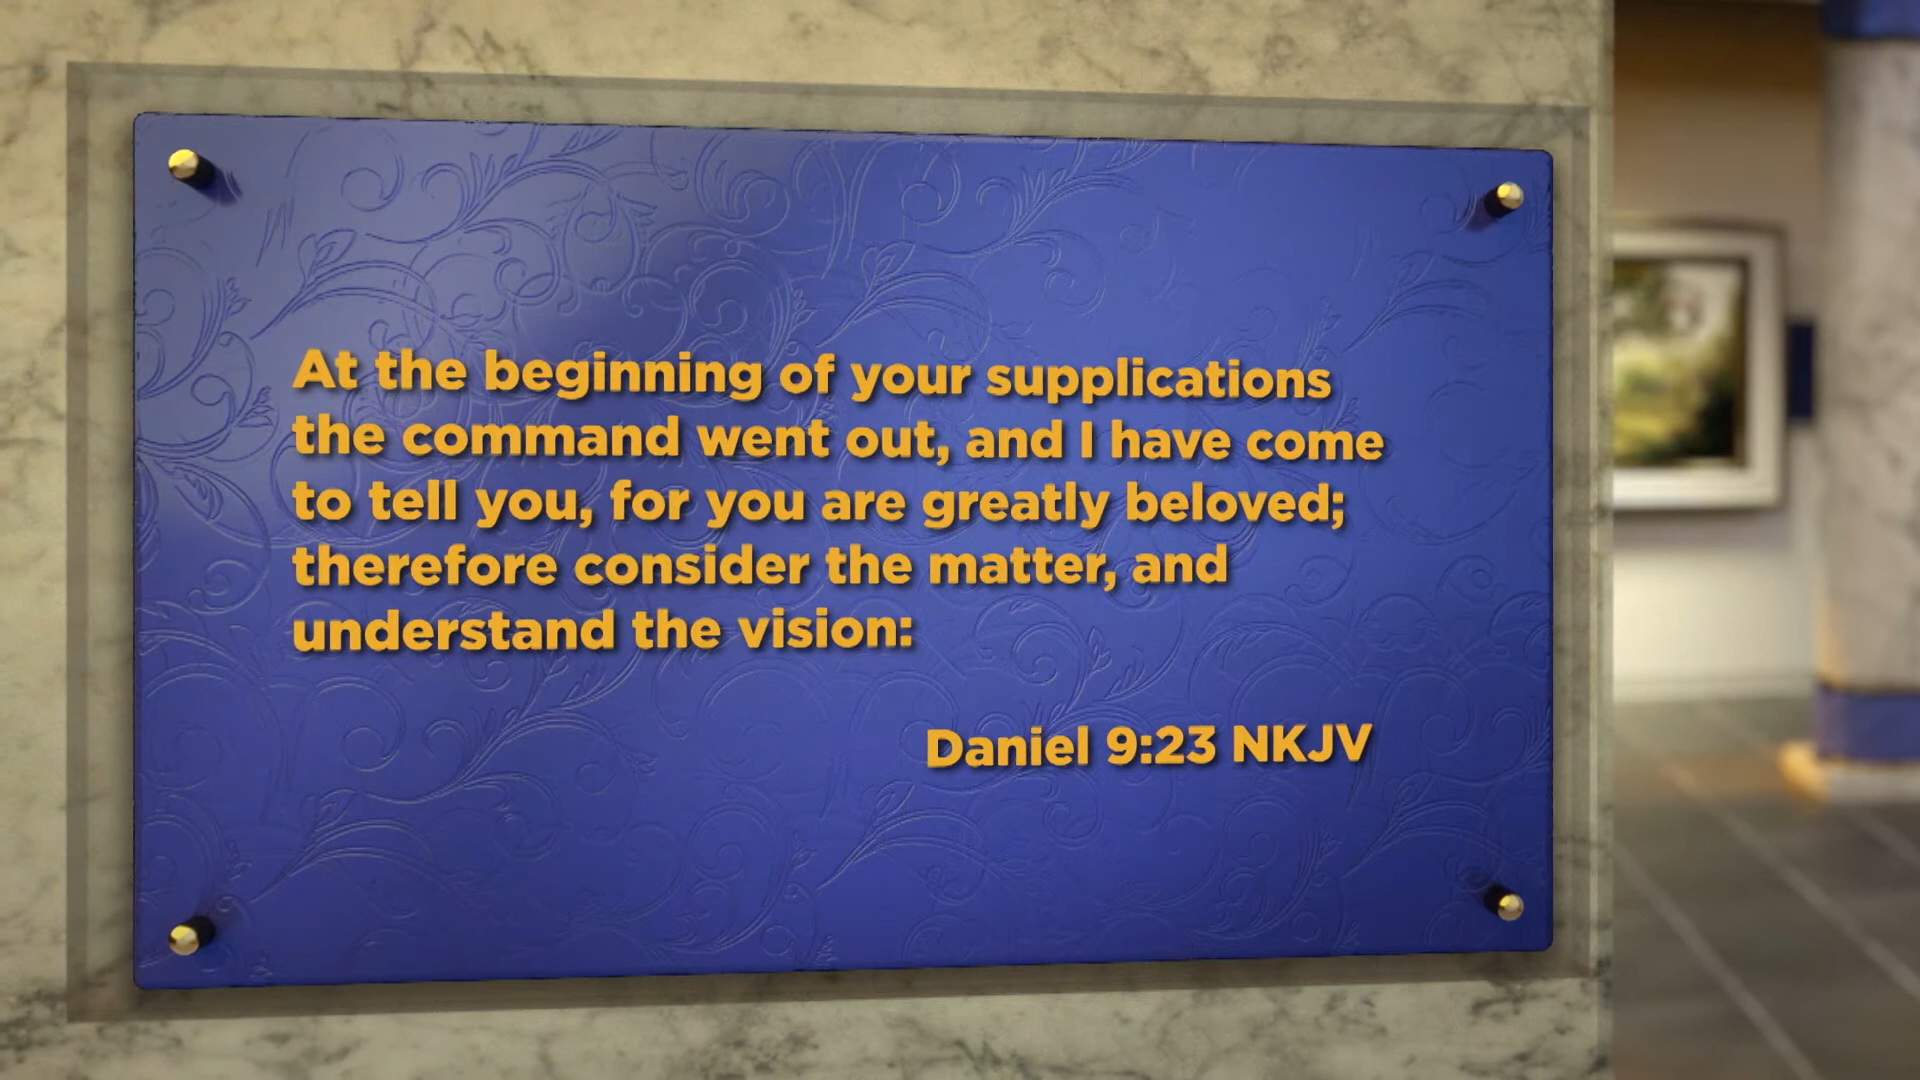 At the beginning of your supplications
the command went out, and I have come
to tell you, for you are greatly beloved;
therefore consider the matter, and
understand the vision:
Daniel 9:23 NKJV